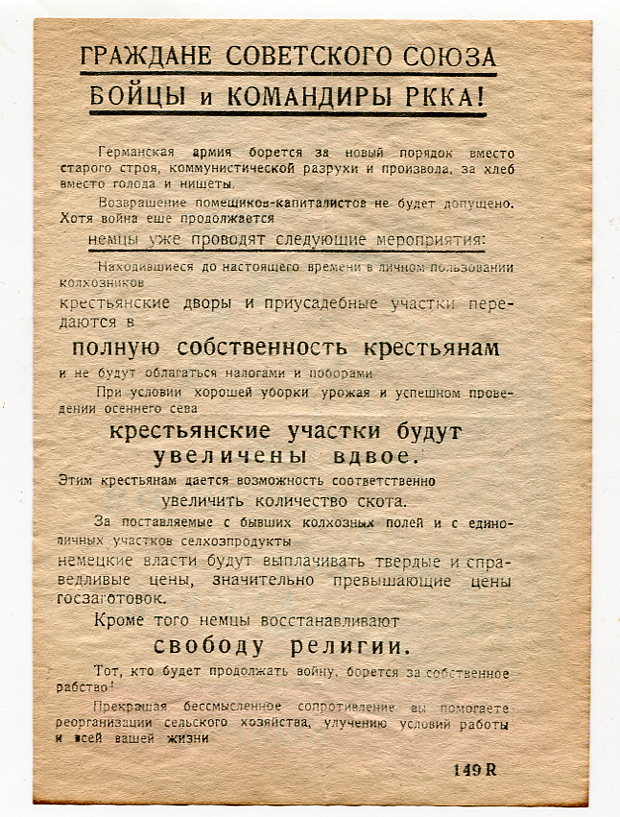 ГРАЖДАНЕ СОВЕТСКОГО СОЮЗА
БОЙЦЫ и КОМАНДИРЫ РККА!
Германская армия борется за новый порядок вместо
старого строя, коммунистической разрухи и произвола, за хлеб
вместо голода и нищеты.
Возвращение помещиков-капиталистов не будет допущено.
Хотя война еше продолжается
немцы уже проводят следующие мероприятия:
Находившиеся до настоящего времени в личном пользовании
колхозников
крестьянские дворы и приусадебные участки пере-
даются в
полную собственность крестьянам
и не будут облагаться налогами и поборами
При условии хорошей уборки урожая и успешном прове-
дении осеннего сева
крестьянские участки будут
увеличены вдвое.
Этим крестьянам дается возможность соответственно
увеличить количество скота.
За поставляемые с бывших колхозных полей и с едино-
личных участков селхозпродукты
немецкие власти будут выплачивать твердые и спра-
ведливые цены, значительно превышающие цены
госзаготовок.
Кроме того немцы восстанавливают
свободу религии.
Тот, кто будет продолжать войну, борется за собственное
рабство!
Прекращая бессмысленное сопротивление вы помогаете
реорганизации сельского хозяйства, улучению условий работы
и всей вашей жизни
149 R